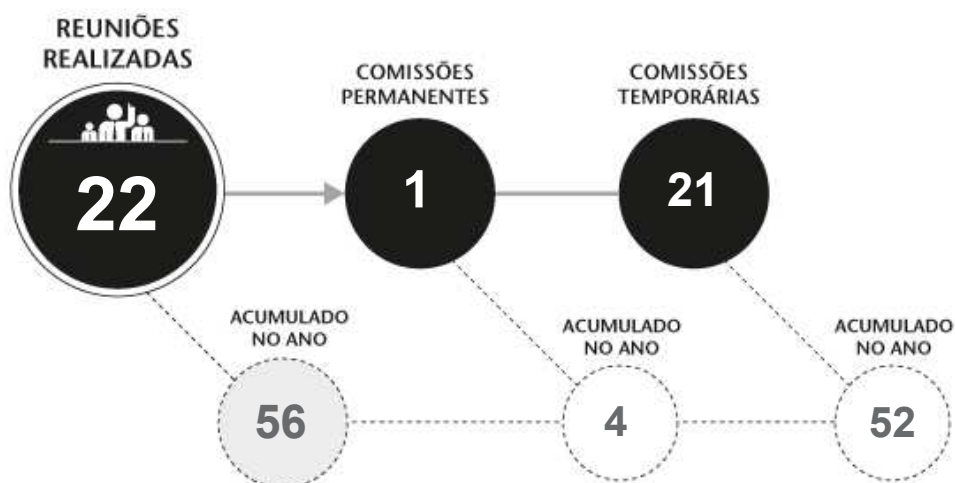 REUNIÕES
REALIZADAS
22
COMISSÕES
PERMANENTES
1
COMISSÕES
TEMPORÁRIAS
21
ACUMULADO
NO ANO
56
ACUMULADO
NO ANO
4
ACUMULADO
NO ANO
52